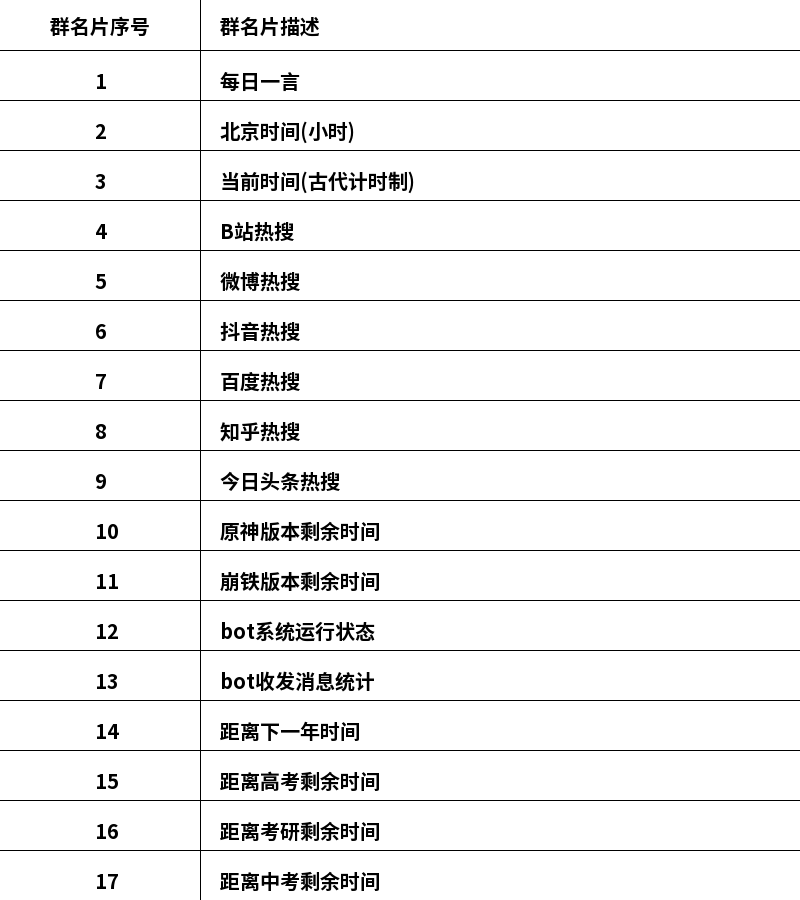 群名片序号 群名片描述
1 每日一言
2 北京时间(小时)
3 当前时间(古代计时制)
4 B站热搜
5 微博热搜
6 抖音热搜
7 百度热搜
8 知乎热搜
9 今日头条热搜
10 原神版本剩余时间
11 崩铁版本剩余时间
12 bot系统运行状态
13 bot收发消息统计
14 距离下一年时间
15 距离高考剩余时间
16 距离考研剩余时间
17 距离中考剩余时间